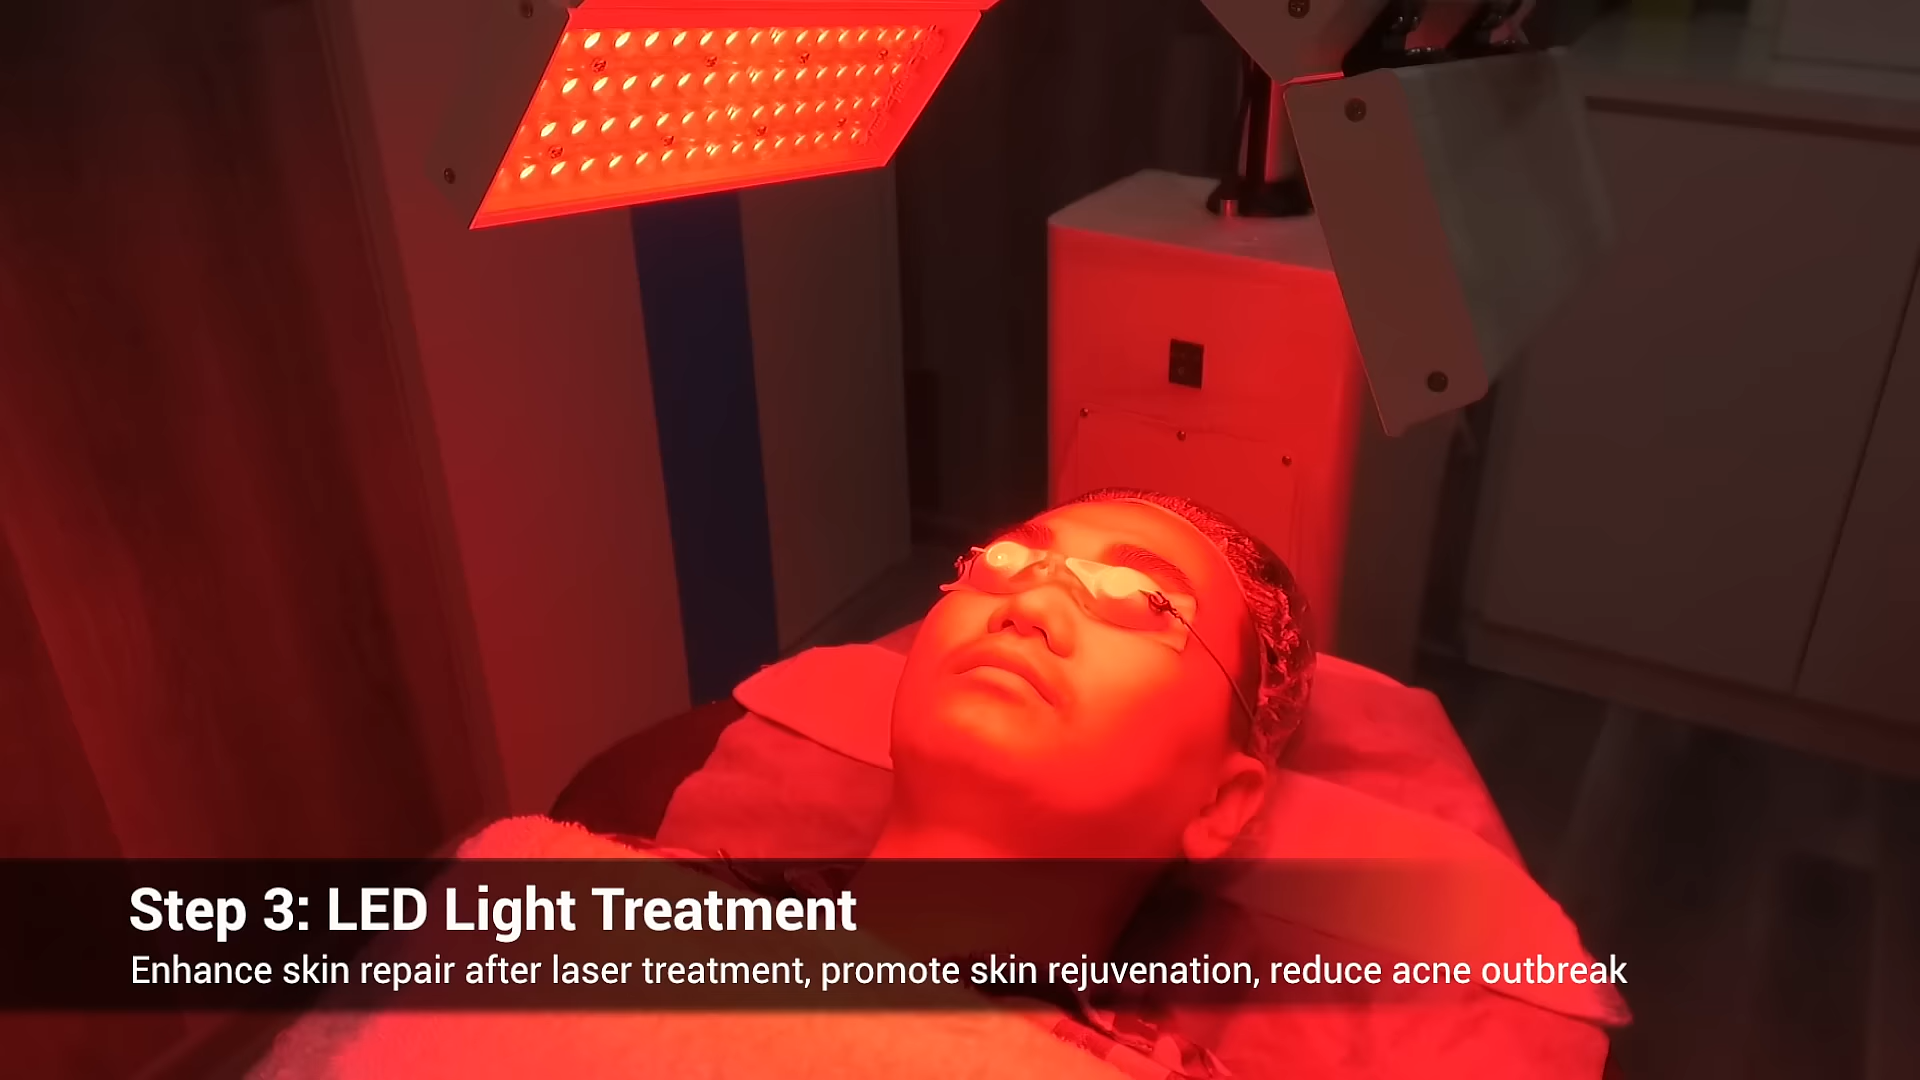 Step 3: LED Light Treatment
Enhance skin repair after laser treatment, promote skin rejuvenation, reduce acne outbreak